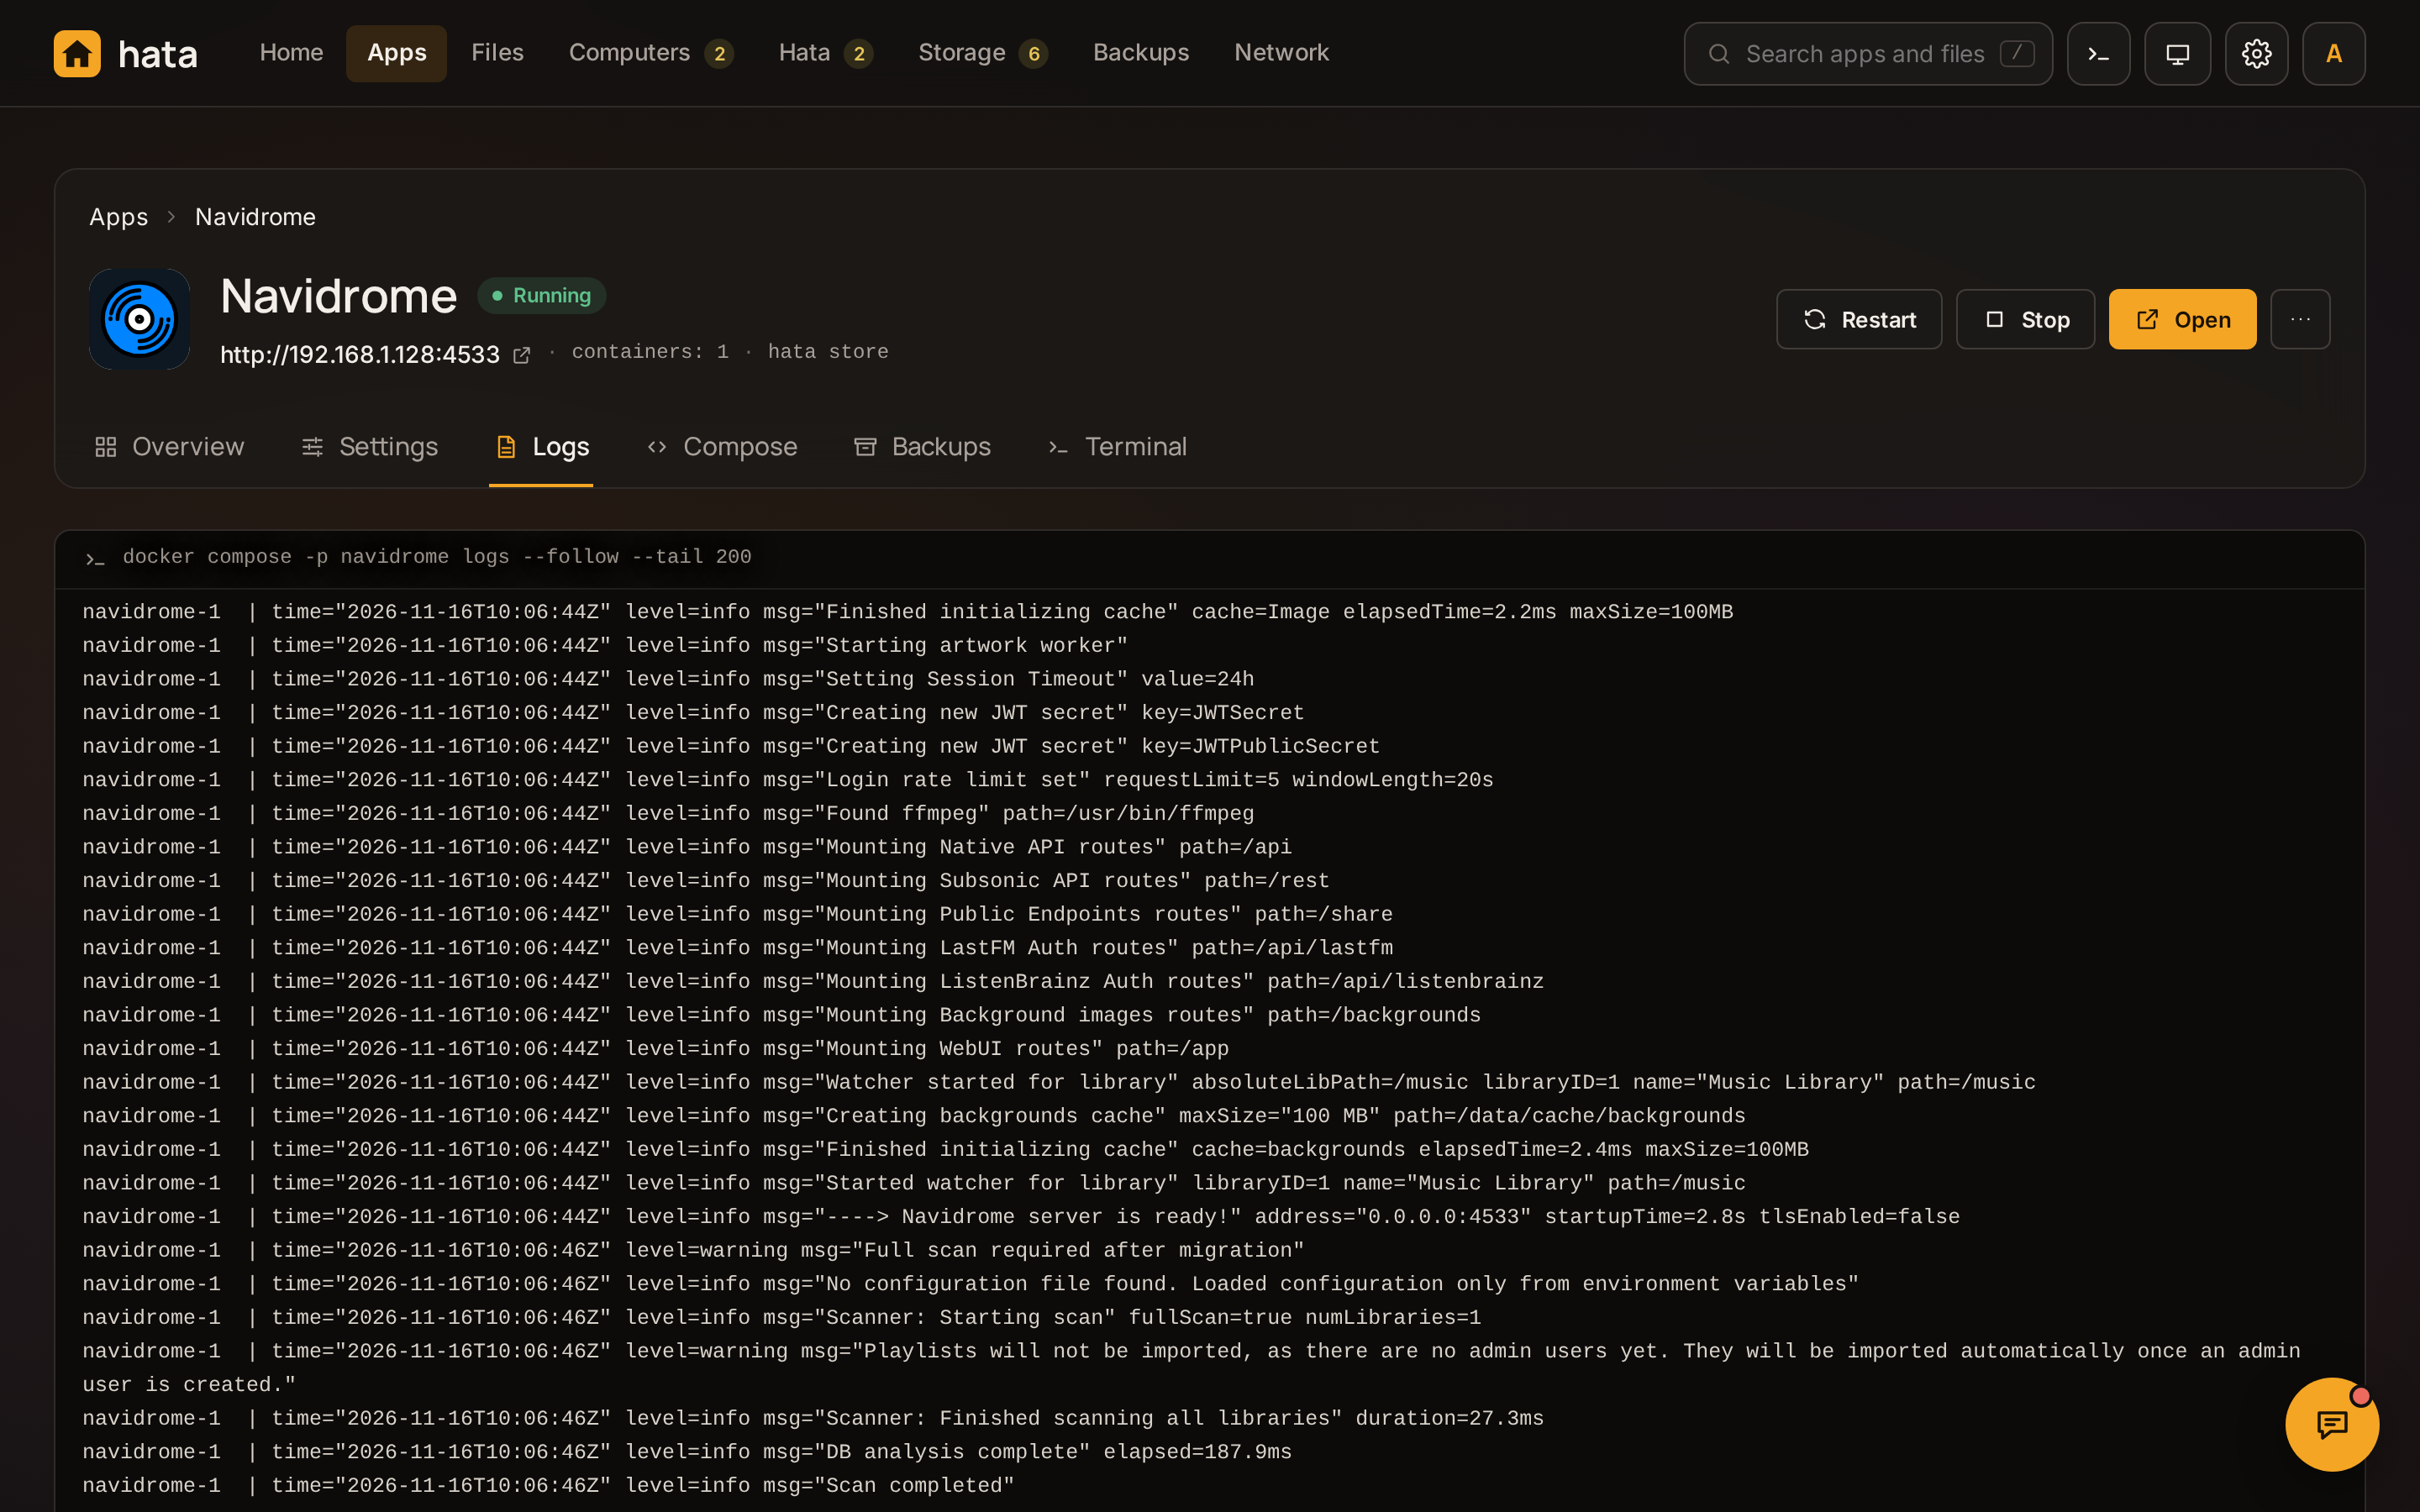 hata
Home
Apps
Files
Computers 2
Hata 2
Storage 6
Backups
Network
Search apps and files /
A
Apps > Navidrome
Navidrome
Running
http://192.168.1.128:4533 · containers: 1 · hata store
Restart
Stop
Open
...
Overview
Settings
Logs
Compose
Backups
Terminal
docker compose -p navidrome logs --follow --tail 200
navidrome-1  | time="2026-11-16T10:06:44Z" level=info msg="Finished initializing cache" cache=Image elapsedTime=2.2ms maxSize=100MB
navidrome-1  | time="2026-11-16T10:06:44Z" level=info msg="Starting artwork worker"
navidrome-1  | time="2026-11-16T10:06:44Z" level=info msg="Setting Session Timeout" value=24h
navidrome-1  | time="2026-11-16T10:06:44Z" level=info msg="Creating new JWT secret" key=JWTSecret
navidrome-1  | time="2026-11-16T10:06:44Z" level=info msg="Creating new JWT secret" key=JWTPublicSecret
navidrome-1  | time="2026-11-16T10:06:44Z" level=info msg="Login rate limit set" requestLimit=5 windowLength=20s
navidrome-1  | time="2026-11-16T10:06:44Z" level=info msg="Found ffmpeg" path=/usr/bin/ffmpeg
navidrome-1  | time="2026-11-16T10:06:44Z" level=info msg="Mounting Native API routes" path=/api
navidrome-1  | time="2026-11-16T10:06:44Z" level=info msg="Mounting Subsonic API routes" path=/rest
navidrome-1  | time="2026-11-16T10:06:44Z" level=info msg="Mounting Public Endpoints routes" path=/share
navidrome-1  | time="2026-11-16T10:06:44Z" level=info msg="Mounting LastFM Auth routes" path=/api/lastfm
navidrome-1  | time="2026-11-16T10:06:44Z" level=info msg="Mounting ListenBrainz Auth routes" path=/api/listenbrainz
navidrome-1  | time="2026-11-16T10:06:44Z" level=info msg="Mounting Background images routes" path=/backgrounds
navidrome-1  | time="2026-11-16T10:06:44Z" level=info msg="Mounting WebUI routes" path=/app
navidrome-1  | time="2026-11-16T10:06:44Z" level=info msg="Watcher started for library" absoluteLibPath=/music libraryID=1 name="Music Library" path=/music
navidrome-1  | time="2026-11-16T10:06:44Z" level=info msg="Creating backgrounds cache" maxSize="100 MB" path=/data/cache/backgrounds
navidrome-1  | time="2026-11-16T10:06:44Z" level=info msg="Finished initializing cache" cache=backgrounds elapsedTime=2.4ms maxSize=100MB
navidrome-1  | time="2026-11-16T10:06:44Z" level=info msg="Started watcher for library" libraryID=1 name="Music Library" path=/music
navidrome-1  | time="2026-11-16T10:06:44Z" level=info msg="----> Navidrome server is ready!" address="0.0.0.0:4533" startupTime=2.8s tlsEnabled=false
navidrome-1  | time="2026-11-16T10:06:46Z" level=warning msg="Full scan required after migration"
navidrome-1  | time="2026-11-16T10:06:46Z" level=info msg="No configuration file found. Loaded configuration only from environment variables"
navidrome-1  | time="2026-11-16T10:06:46Z" level=info msg="Scanner: Starting scan" fullScan=true numLibraries=1
navidrome-1  | time="2026-11-16T10:06:46Z" level=warning msg="Playlists will not be imported, as there are no admin users yet. They will be imported automatically once an admin
user is created."
navidrome-1  | time="2026-11-16T10:06:46Z" level=info msg="Scanner: Finished scanning all libraries" duration=27.3ms
navidrome-1  | time="2026-11-16T10:06:46Z" level=info msg="DB analysis complete" elapsed=187.9ms
navidrome-1  | time="2026-11-16T10:06:46Z" level=info msg="Scan completed"